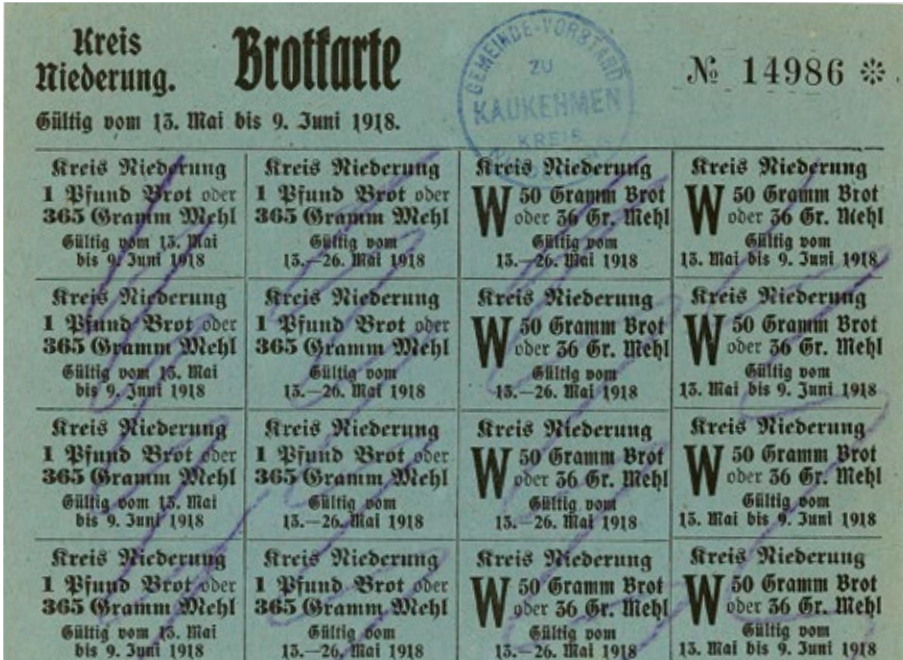 Kreis
Niederung.
Brotkarte
GEMEINDE-VORSTAND
ZU
KAUKEHMEN
KREIS
№ 14986 *
Gültig vom 13. Mai bis 9. Juni 1918.
Kreis Niederung
1 Pfund Brot oder
365 Gramm Mehl
Gültig vom 13. Mai
bis 9. Juni 1918
Kreis Niederung
1 Pfund Brot oder
365 Gramm Mehl
Gültig vom
13.—26. Mai 1918
Kreis Niederung
W 50 Gramm Brot
oder 36 Gr. Mehl
Gültig vom
13.—26. Mai 1918
Kreis Niederung
W 50 Gramm Brot
oder 36 Gr. Mehl
Gültig vom
13. Mai bis 9. Juni 1918
Kreis Niederung
1 Pfund Brot oder
365 Gramm Mehl
Gültig vom 13. Mai
bis 9. Juni 1918
Kreis Niederung
1 Pfund Brot oder
365 Gramm Mehl
Gültig vom
13.—26. Mai 1918
Kreis Niederung
W 50 Gramm Brot
oder 36 Gr. Mehl
Gültig vom
13.—26. Mai 1918
Kreis Niederung
W 50 Gramm Brot
oder 36 Gr. Mehl
Gültig vom
13. Mai bis 9. Juni 1918
Kreis Niederung
1 Pfund Brot oder
365 Gramm Mehl
Gültig vom 13. Mai
bis 9. Juni 1918
Kreis Niederung
1 Pfund Brot oder
365 Gramm Mehl
Gültig vom
13.—26. Mai 1918
Kreis Niederung
W 50 Gramm Brot
oder 36 Gr. Mehl
Gültig vom
13.—26. Mai 1918
Kreis Niederung
W 50 Gramm Brot
oder 36 Gr. Mehl
Gültig vom
13. Mai bis 9. Juni 1918
Kreis Niederung
1 Pfund Brot oder
365 Gramm Mehl
Gültig vom 13. Mai
bis 9. Juni 1918
Kreis Niederung
1 Pfund Brot oder
365 Gramm Mehl
Gültig vom
13.—26. Mai 1918
Kreis Niederung
W 50 Gramm Brot
oder 36 Gr. Mehl
Gültig vom
13.—26. Mai 1918
Kreis Niederung
W 50 Gramm Brot
oder 36 Gr. Mehl
Gültig vom
13. Mai bis 9. Juni 1918